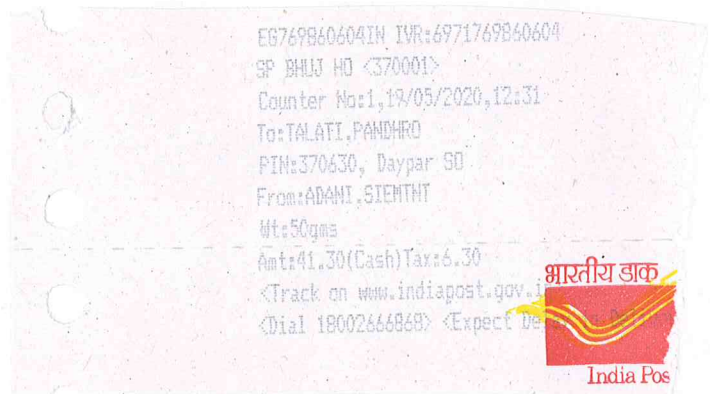 EG769860604IN IVR:6971769860604
SP BHUJ HO <370001>
Counter No:1,19/05/2020,12:31
To:TALATI,PANDHRO
PIN:370630, Daypar SO
From:ADANI,SIEMTNT
Wt:50gms
Amt:41.30(Cash)Tax:6.30
<Track on www.indiapost.gov.i
<Dial 18002666868> <Expect De
भारतीय डाक
India Pos